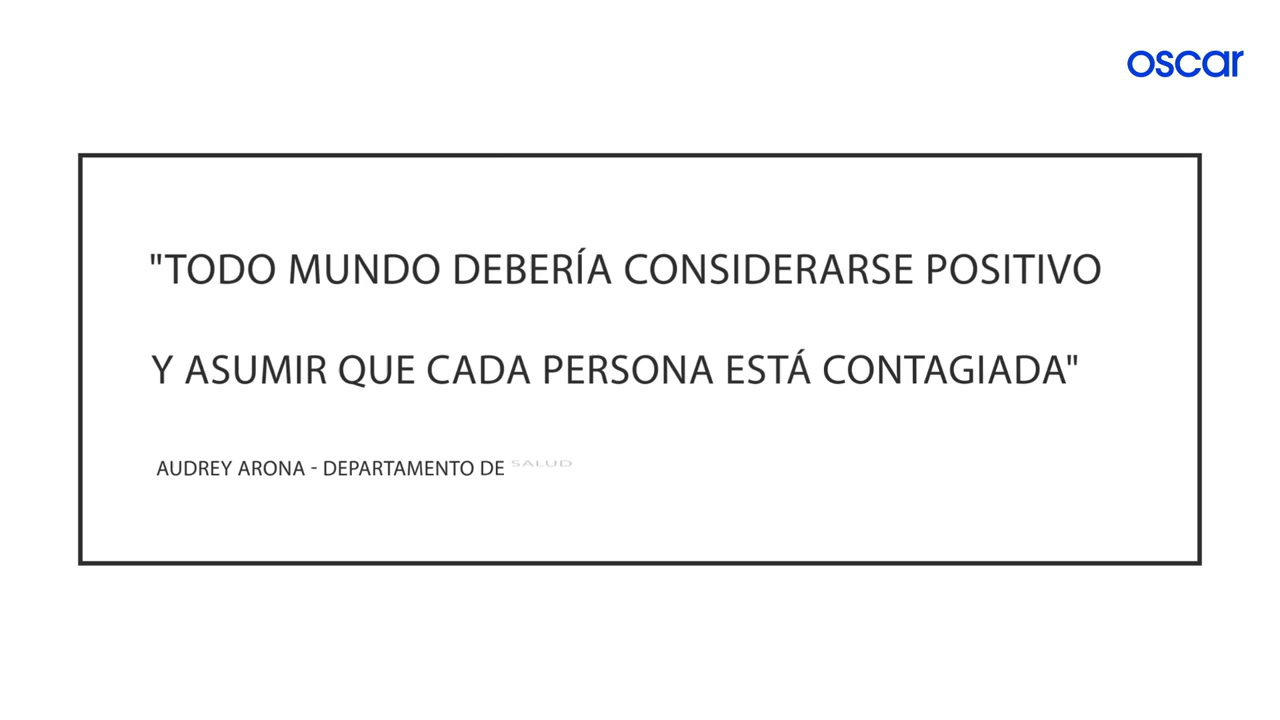 oscar
"TODO MUNDO DEBERÍA CONSIDERARSE POSITIVO
Y ASUMIR QUE CADA PERSONA ESTÁ CONTAGIADA"
AUDREY ARONA - DEPARTAMENTO DE SALUD